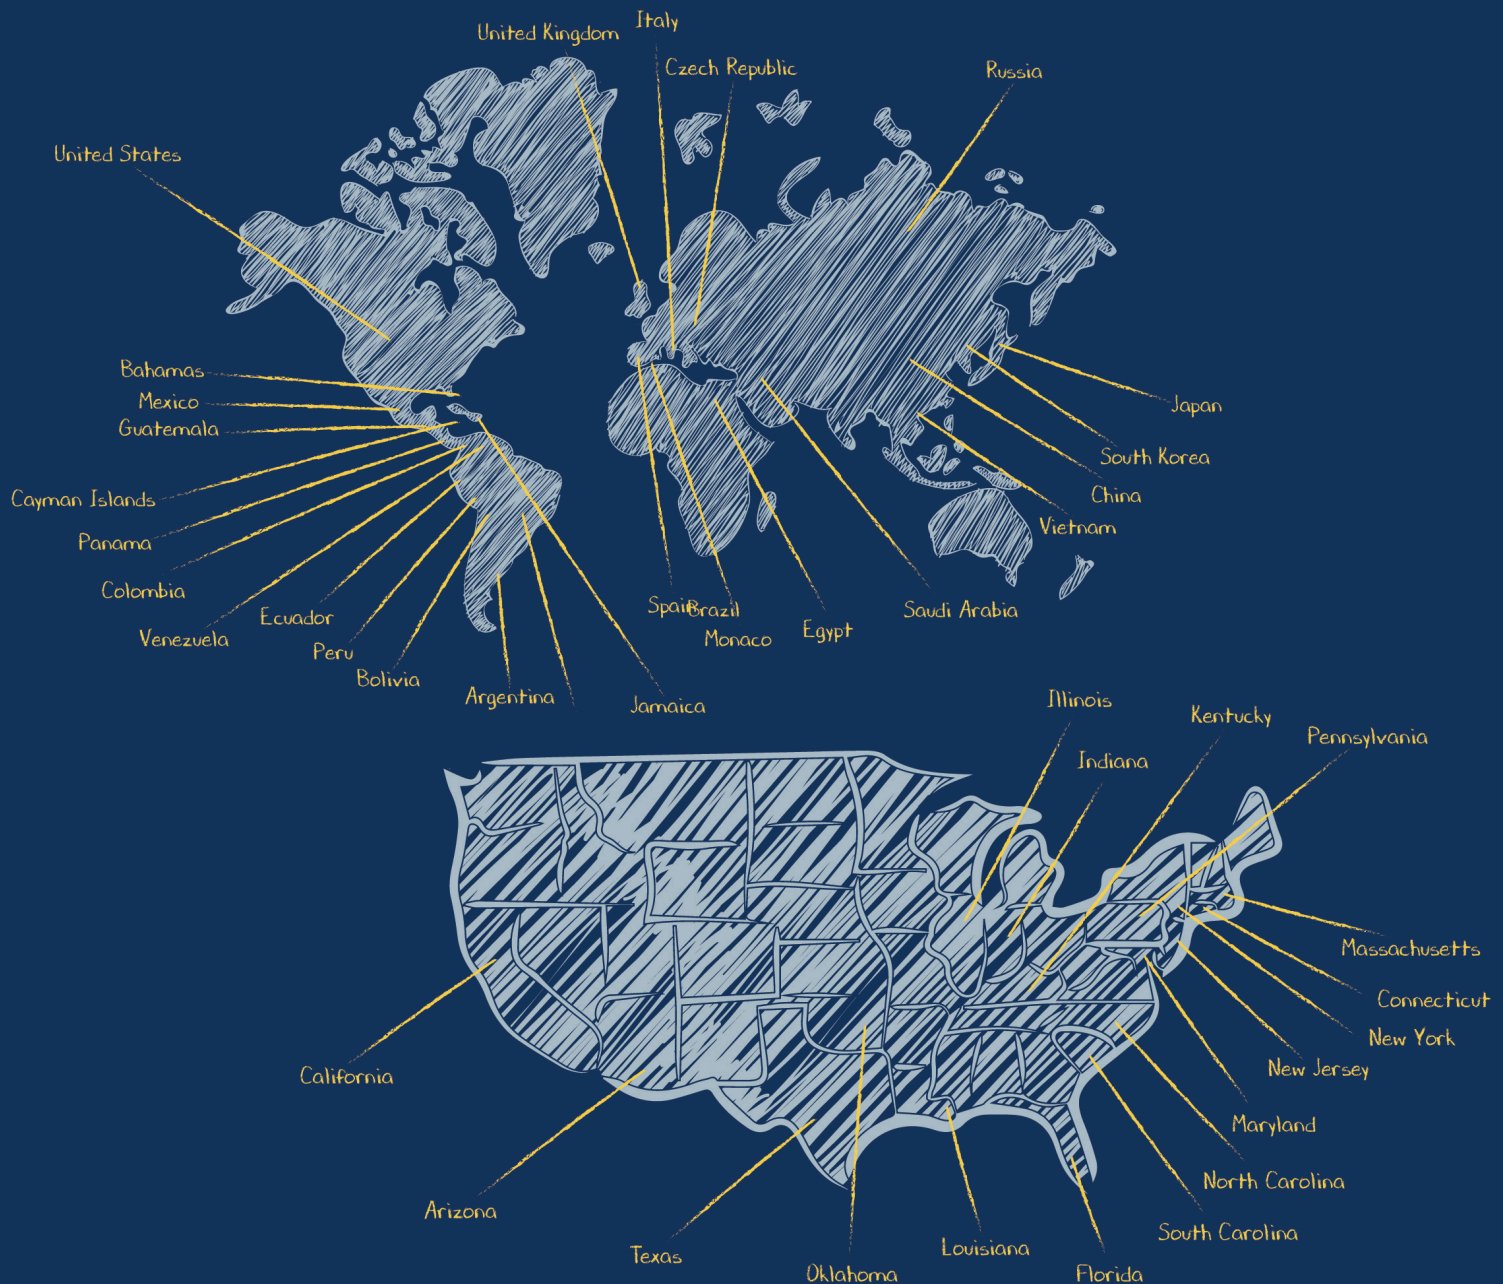 Italy
United Kingdom
Czech Republic
Russia
United States
Bahamas
Mexico
Guatemala
Japan
South Korea
Cayman Islands
China
Vietnam
Panama
Colombia
Ecuador
Venezuela
Peru
Bolivia
Spain
Brazil
Monaco
Egypt
Saudi Arabia
Argentina
Jamaica
Illinois
Kentucky
Pennsylvania
Indiana
Massachusetts
Connecticut
New York
New Jersey
California
Maryland
North Carolina
Arizona
South Carolina
Louisiana
Texas
Oklahoma
Florida